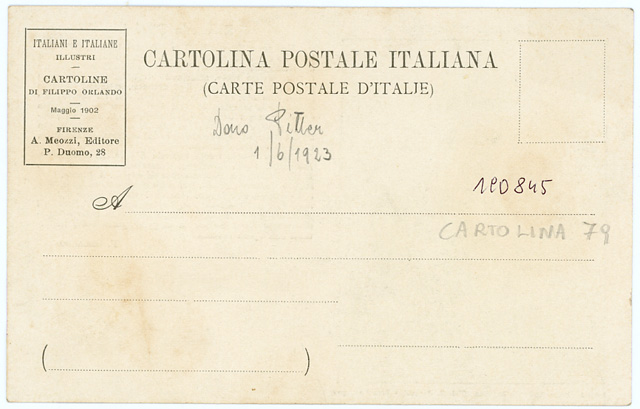 ITALIANI E ITALIANE
ILLUSTRI
CARTOLINE
DI FILIPPO ORLANDO
Maggio 1902
FIRENZE
A. Meozzi, Editore
P. Duomo, 28
CARTOLINA POSTALE ITALIANA
(CARTE POSTALE D'ITALIE)
Dono Pitter
1/6/1923
120845
A
CARTOLINA 79
( )